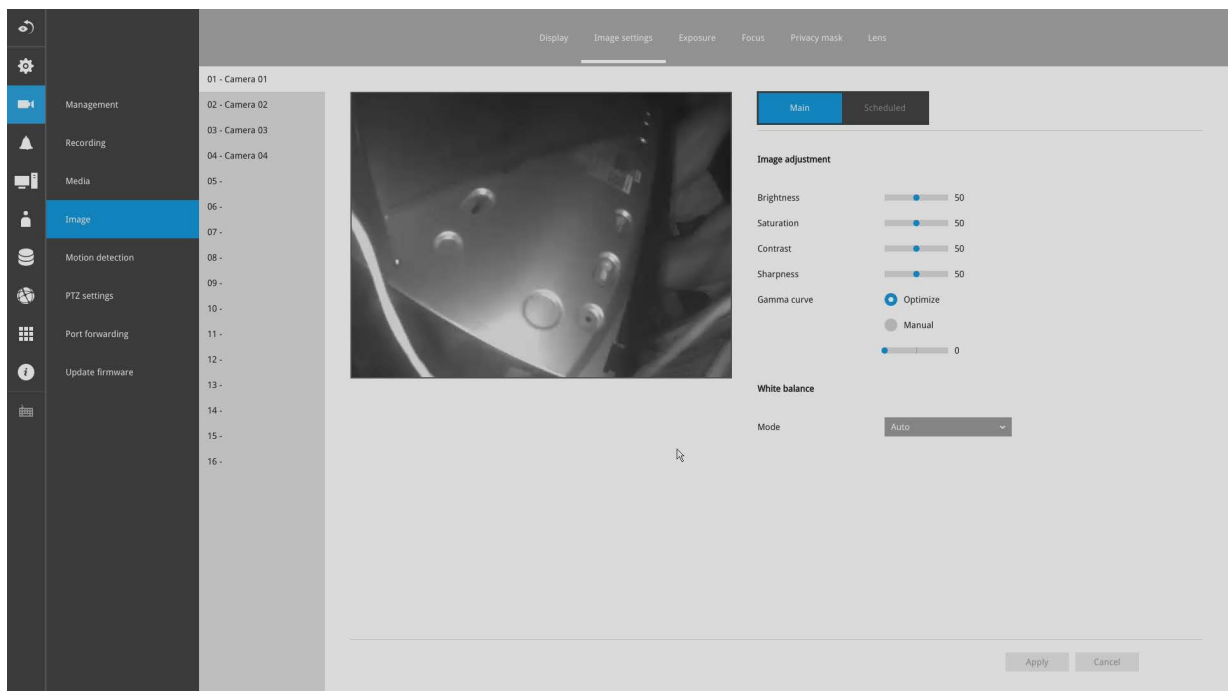 Display Image settings Exposure Focus Privacy mask Lens
Management
Recording
Media
Image
Motion detection
PTZ settings
Port forwarding
Update firmware
01 - Camera 01
02 - Camera 02
03 - Camera 03
04 - Camera 04
05 -
06 -
07 -
08 -
09 -
10 -
11 -
12 -
13 -
14 -
15 -
16 -
Main Scheduled
Image adjustment
Brightness 50
Saturation 50
Contrast 50
Sharpness 50
Gamma curve Optimize
Manual
0
White balance
Mode Auto
Apply Cancel